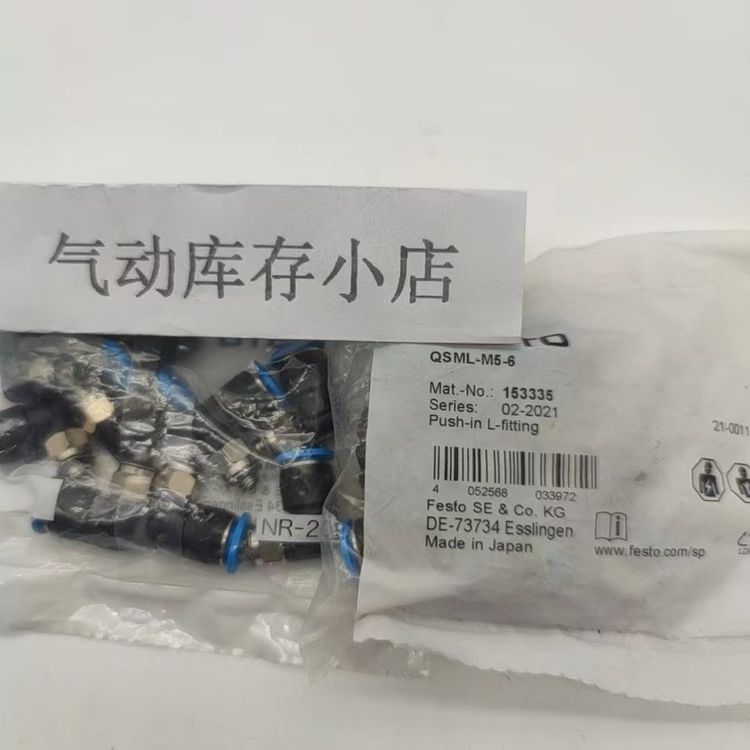 气动库存小店
QSML-M5-6
Mat.-No.: 153335
Series: 02-2021
Push-in L-fitting
21-0011
4 052568 033972
Festo SE & Co. KG
DE-73734 Esslingen
Made in Japan
www.festo.com/sp
NR-2